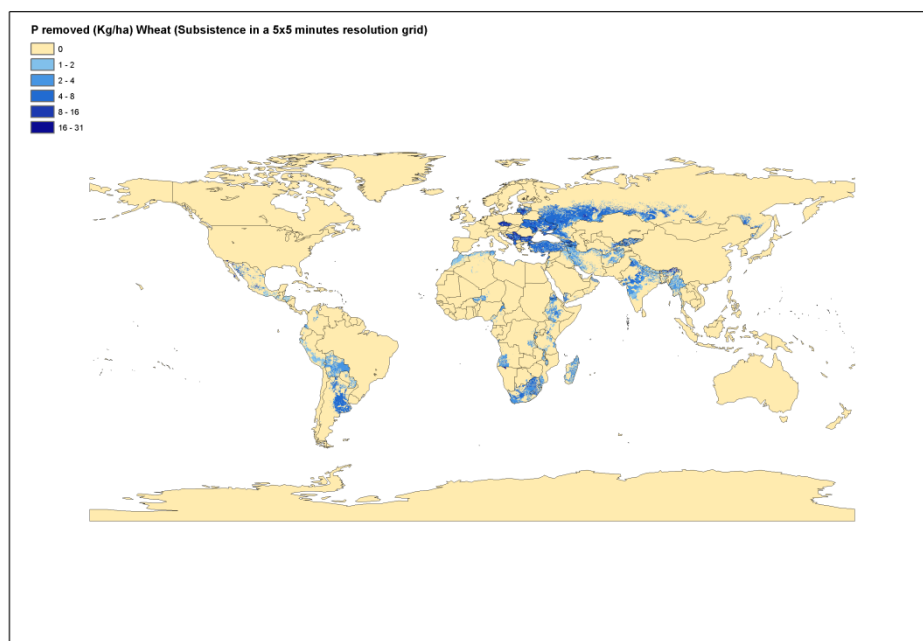 P removed (Kg/ha) Wheat (Subsistence in a 5x5 minutes resolution grid)
0
1 - 2
2 - 4
4 - 8
8 - 16
16 - 31